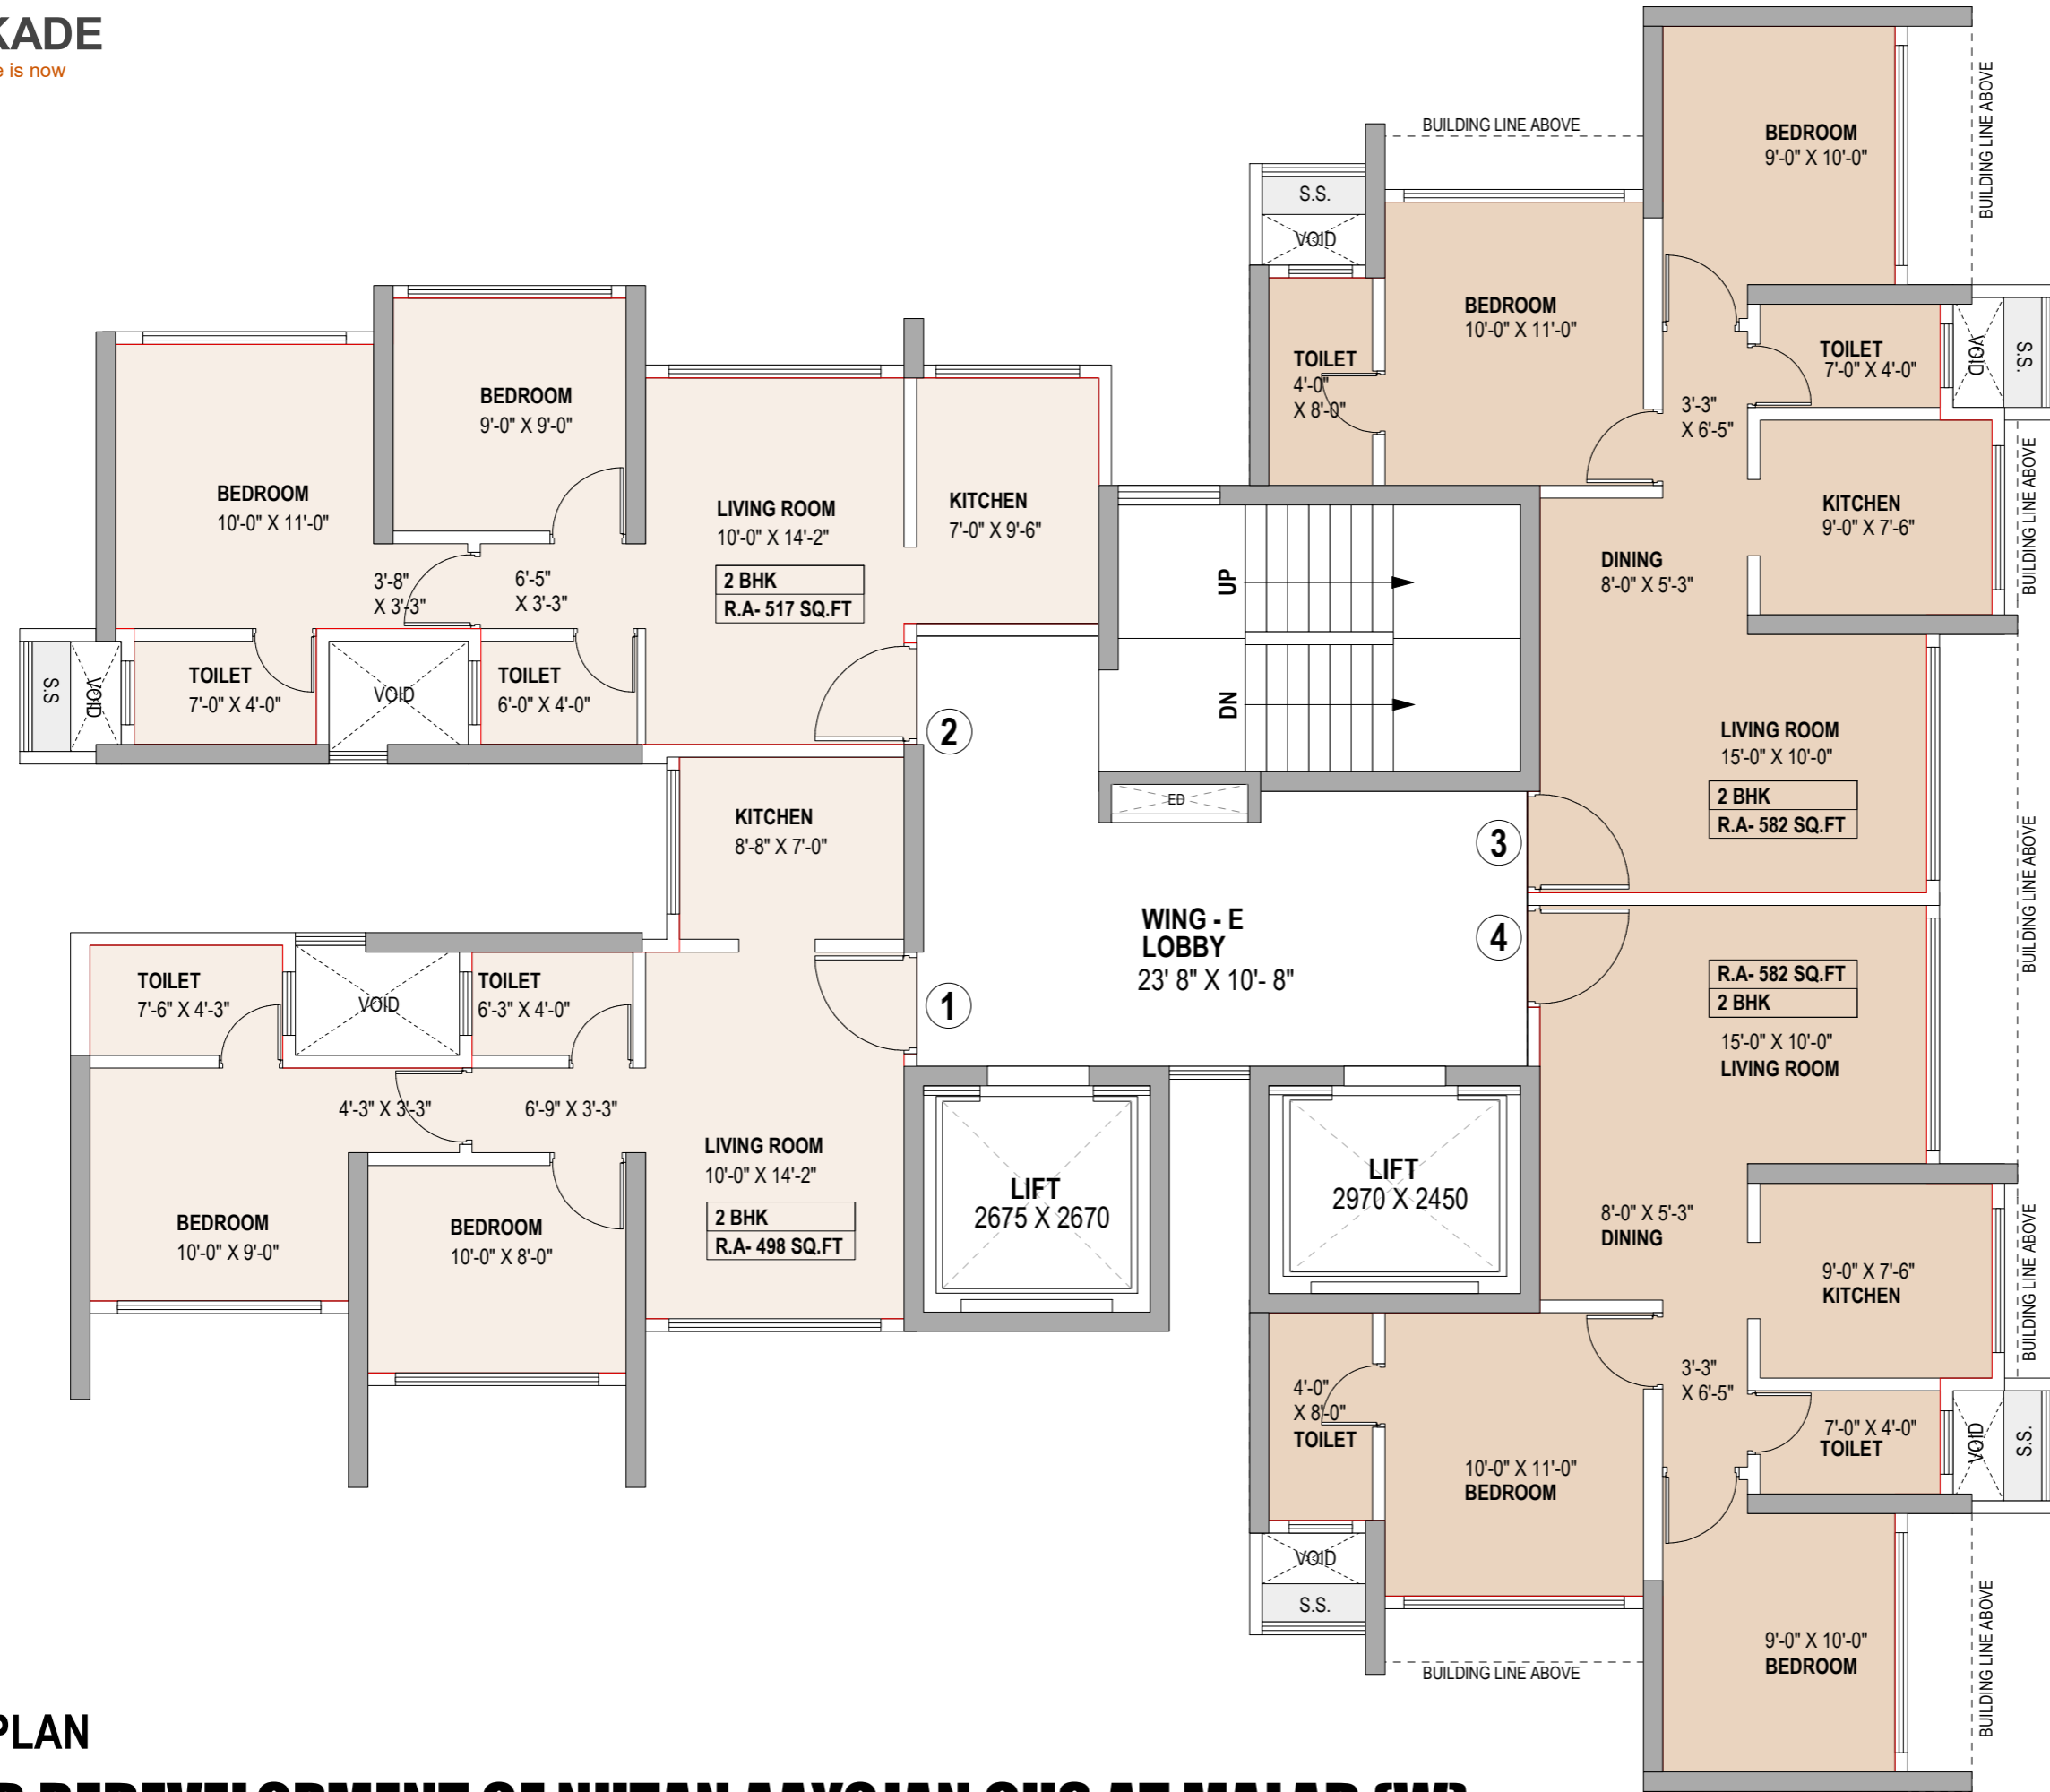 KADE
e is now
BUILDING LINE ABOVE
BEDROOM
9'-0" X 10'-0"
BUILDING LINE ABOVE
S.S.
VOID
BEDROOM
10'-0" X 11'-0"
TOILET
4'-0"
X 8'-0"
TOILET
7'-0" X 4'-0"
VOID
S.S.
3'-3"
X 6'-5"
KITCHEN
9'-0" X 7'-6"
BUILDING LINE ABOVE
DINING
8'-0" X 5'-3"
BEDROOM
9'-0" X 9'-0"
BEDROOM
10'-0" X 11'-0"
LIVING ROOM
10'-0" X 14'-2"
KITCHEN
7'-0" X 9'-6"
2 BHK
R.A- 517 SQ.FT
3'-8"
X 3'-3"
6'-5"
X 3'-3"
S.S
VOID
TOILET
7'-0" X 4'-0"
VOID
TOILET
6'-0" X 4'-0"
2
UP
DN
ED
LIVING ROOM
15'-0" X 10'-0"
2 BHK
R.A- 582 SQ.FT
BUILDING LINE ABOVE
3
KITCHEN
8'-8" X 7'-0"
WING - E
LOBBY
23' 8" X 10'- 8"
4
R.A- 582 SQ.FT
2 BHK
15'-0" X 10'-0"
LIVING ROOM
TOILET
7'-6" X 4'-3"
VOID
TOILET
6'-3" X 4'-0"
1
4'-3" X 3'-3"
6'-9" X 3'-3"
LIVING ROOM
10'-0" X 14'-2"
2 BHK
R.A- 498 SQ.FT
BEDROOM
10'-0" X 9'-0"
BEDROOM
10'-0" X 8'-0"
LIFT
2675 X 2670
LIFT
2970 X 2450
8'-0" X 5'-3"
DINING
9'-0" X 7'-6"
KITCHEN
BUILDING LINE ABOVE
3'-3"
X 6'-5"
4'-0"
X 8'-0"
TOILET
7'-0" X 4'-0"
TOILET
VOID
S.S.
10'-0" X 11'-0"
BEDROOM
VOID
S.S.
9'-0" X 10'-0"
BEDROOM
BUILDING LINE ABOVE
BUILDING LINE ABOVE
PLAN
REDEVELOPMENT OF NUTAN AAYOJAN CHS AT MALAD (W)